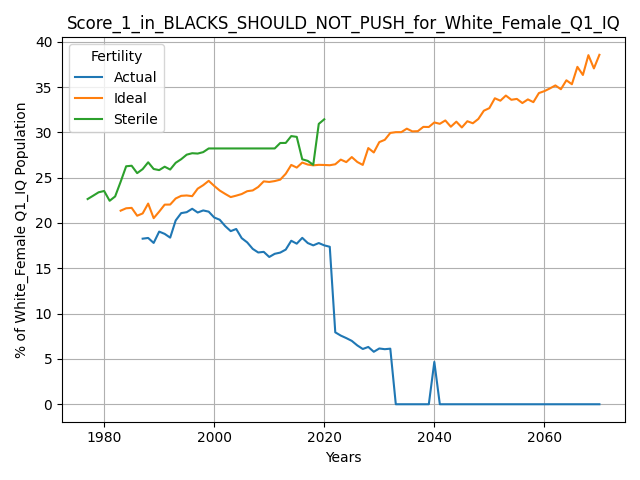 Score_1_in_BLACKS_SHOULD_NOT_PUSH_for_White_Female_Q1_IQ
40
35
30
25
20
15
10
5
0
% of White_Female Q1_IQ Population
Fertility
Actual
Ideal
Sterile
1980 2000 2020 2040 2060
Years